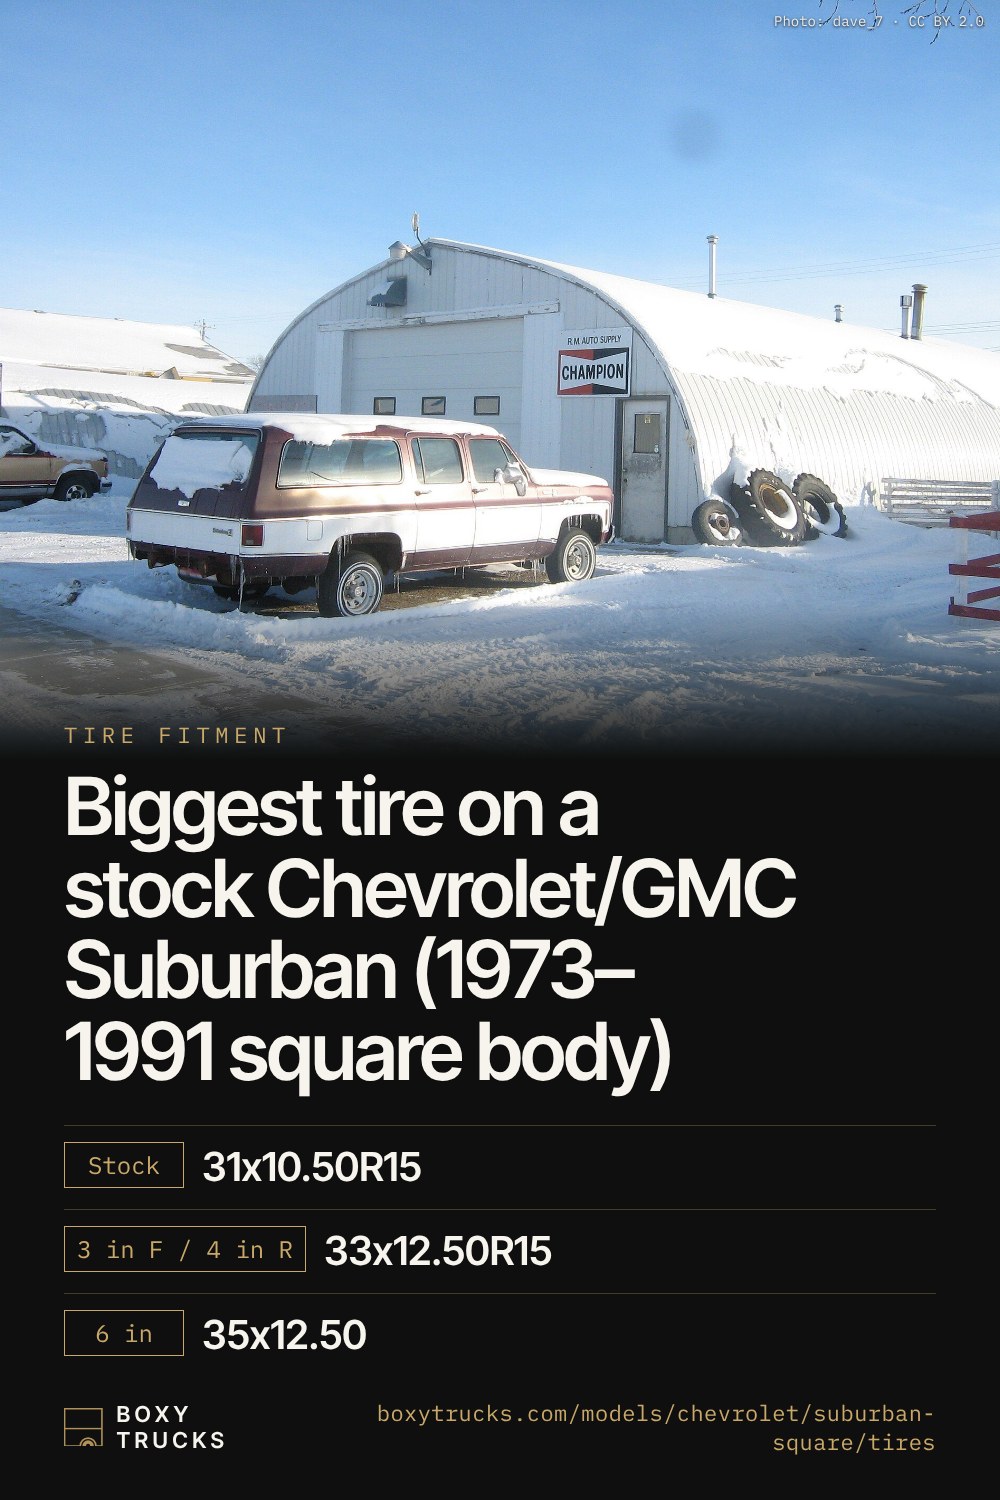 Photo: dave_7 · CC BY 2.0
R.M. AUTO SUPPLY
CHAMPION
TIRE FITMENT
Biggest tire on a
stock Chevrolet/GMC
Suburban (1973–
1991 square body)
Stock 31x10.50R15
3 in F / 4 in R 33x12.50R15
6 in 35x12.50
BOXY
TRUCKS
boxytrucks.com/models/chevrolet/suburban-
square/tires